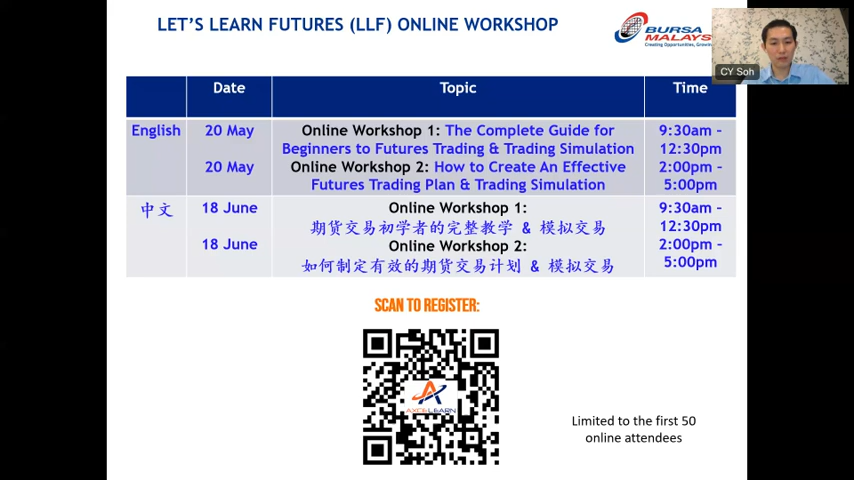 LET'S LEARN FUTURES (LLF) ONLINE WORKSHOP
BURSA
MALAYS
Creating Opportunities, Growin
CY Soh
Date Topic Time
English 20 May Online Workshop 1: The Complete Guide for 9:30am –
Beginners to Futures Trading & Trading Simulation 12:30pm
20 May Online Workshop 2: How to Create An Effective 2:00pm –
Futures Trading Plan & Trading Simulation 5:00pm
中文 18 June Online Workshop 1: 9:30am –
期货交易初学者的完整教学 & 模拟交易 12:30pm
18 June Online Workshop 2: 2:00pm –
如何制定有效的期货交易计划 & 模拟交易 5:00pm
SCAN TO REGISTER:
AXCELEARN
Limited to the first 50
online attendees